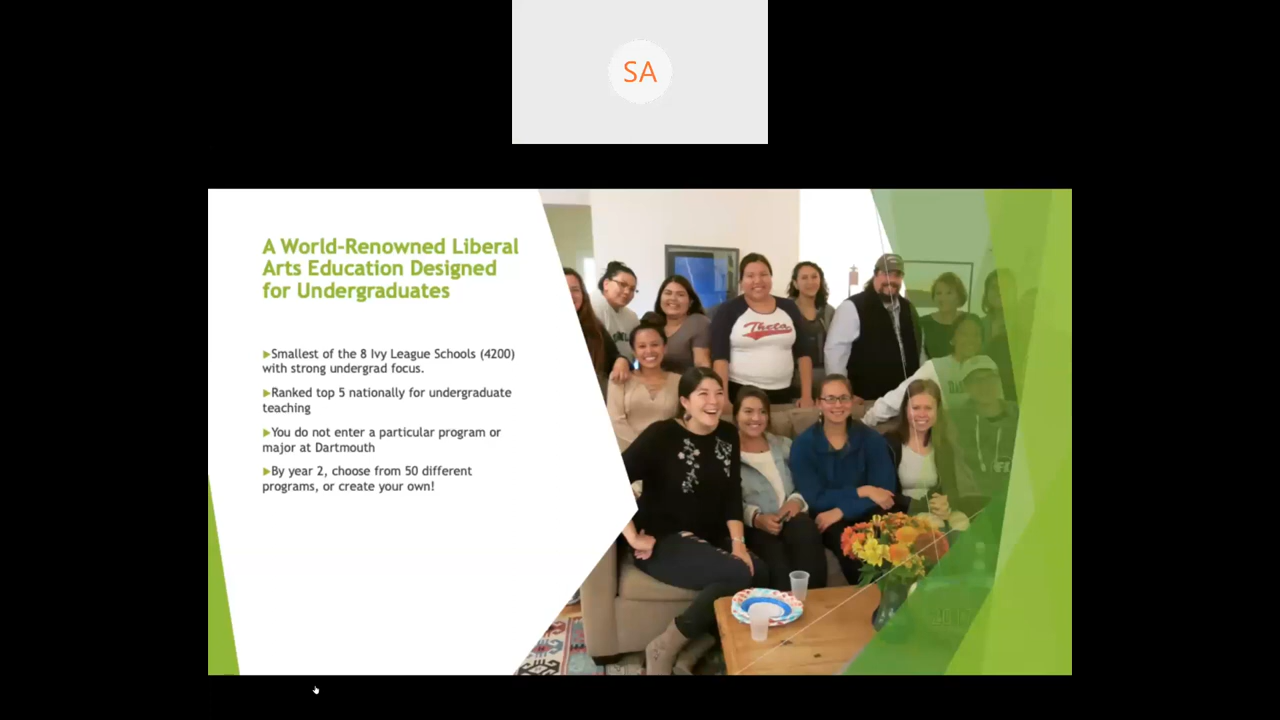 SA
A World-Renowned Liberal
Arts Education Designed
for Undergraduates
▶Smallest of the 8 Ivy League Schools (4200)
with strong undergrad focus.
▶Ranked top 5 nationally for undergraduate
teaching
▶You do not enter a particular program or
major at Dartmouth
▶By year 2, choose from 50 different
programs, or create your own!
Theta